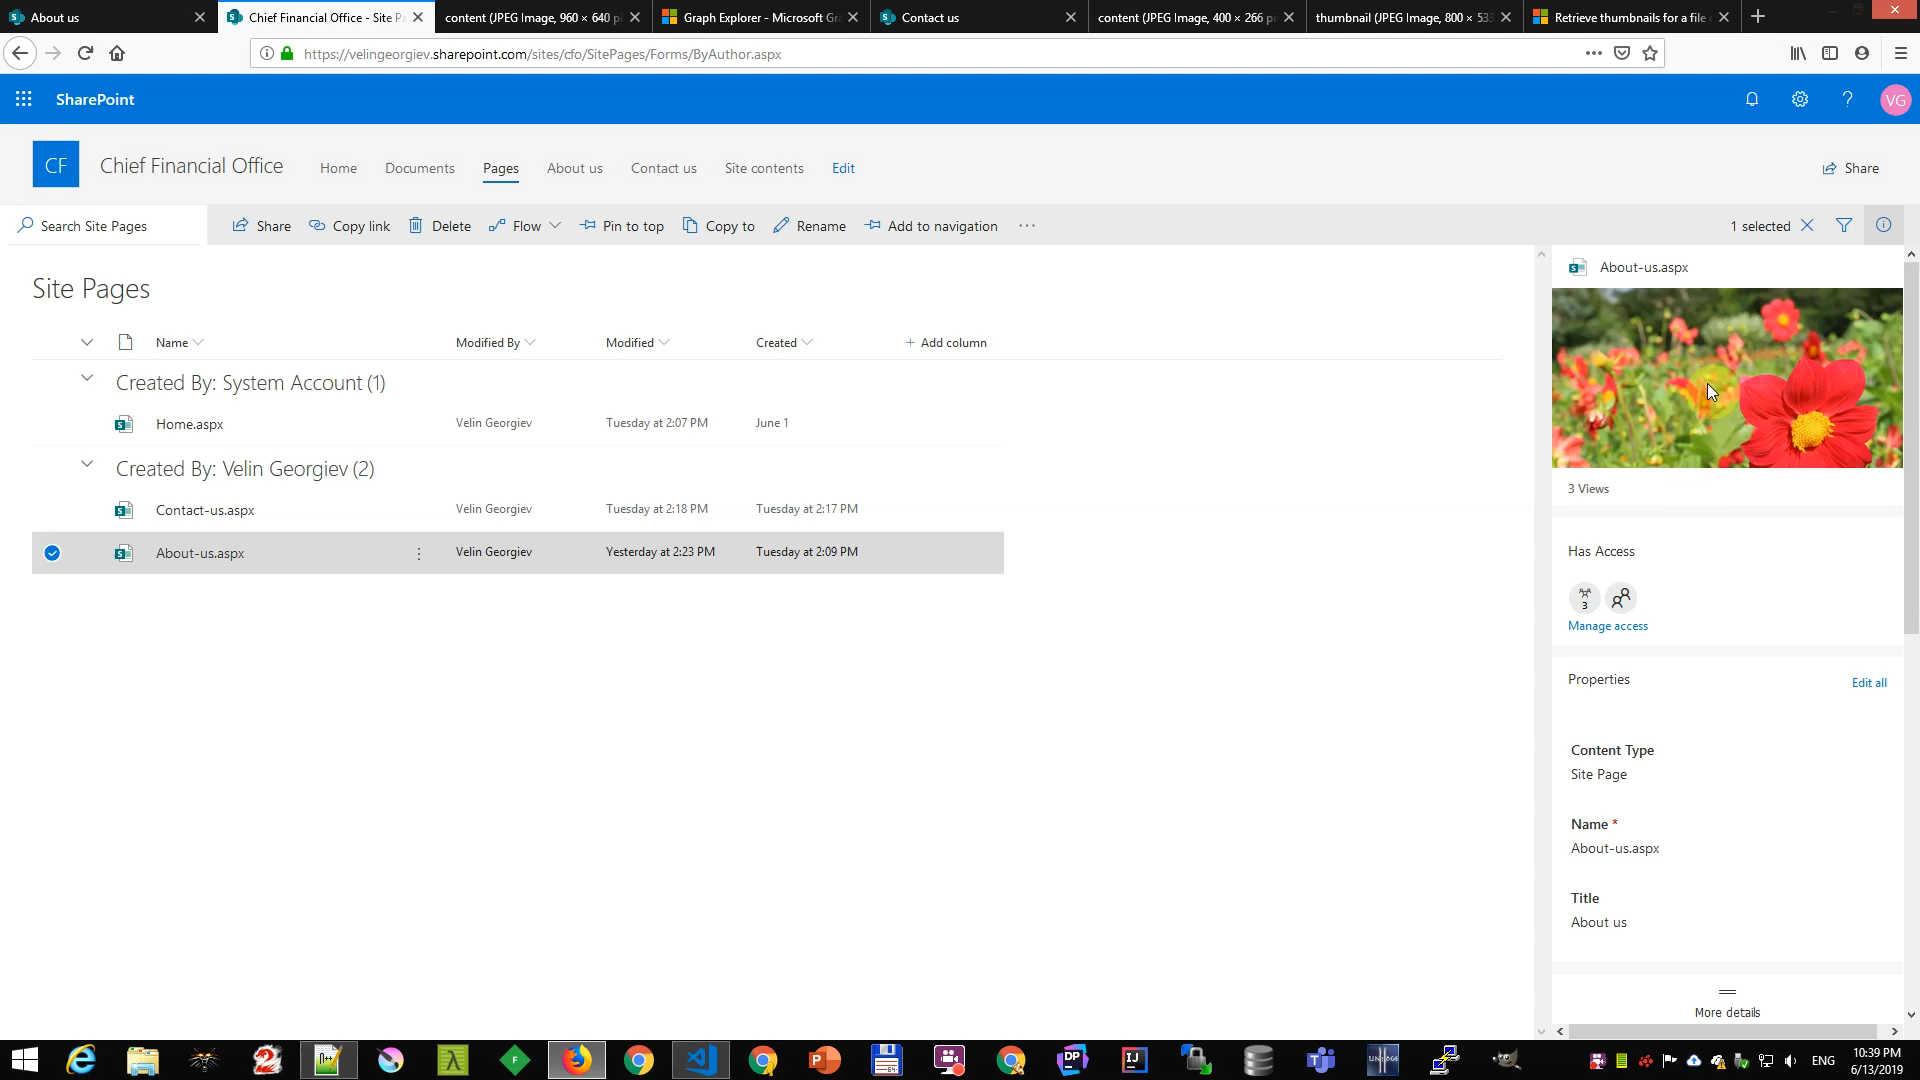 About us
Chief Financial Office - Site P
content (JPEG Image, 960 × 640 pi
Graph Explorer - Microsoft Gr
Contact us
content (JPEG Image, 400 × 266 p
thumbnail (JPEG Image, 800 × 533
Retrieve thumbnails for a file
https://velingeorgiev.sharepoint.com/sites/cfo/SitePages/Forms/ByAuthor.aspx
SharePoint
VG
CF
Chief Financial Office
Home
Documents
Pages
About us
Contact us
Site contents
Edit
Share
Search Site Pages
Share
Copy link
Delete
Flow
Pin to top
Copy to
Rename
Add to navigation
1 selected
Site Pages
Name
Modified By
Modified
Created
+ Add column
Created By: System Account (1)
Home.aspx
Velin Georgiev
Tuesday at 2:07 PM
June 1
Created By: Velin Georgiev (2)
Contact-us.aspx
Velin Georgiev
Tuesday at 2:18 PM
Tuesday at 2:17 PM
About-us.aspx
Velin Georgiev
Yesterday at 2:23 PM
Tuesday at 2:09 PM
About-us.aspx
3 Views
Has Access
3
Manage access
Properties
Edit all
Content Type
Site Page
Name *
About-us.aspx
Title
About us
More details
ENG
10:39 PM
6/13/2019